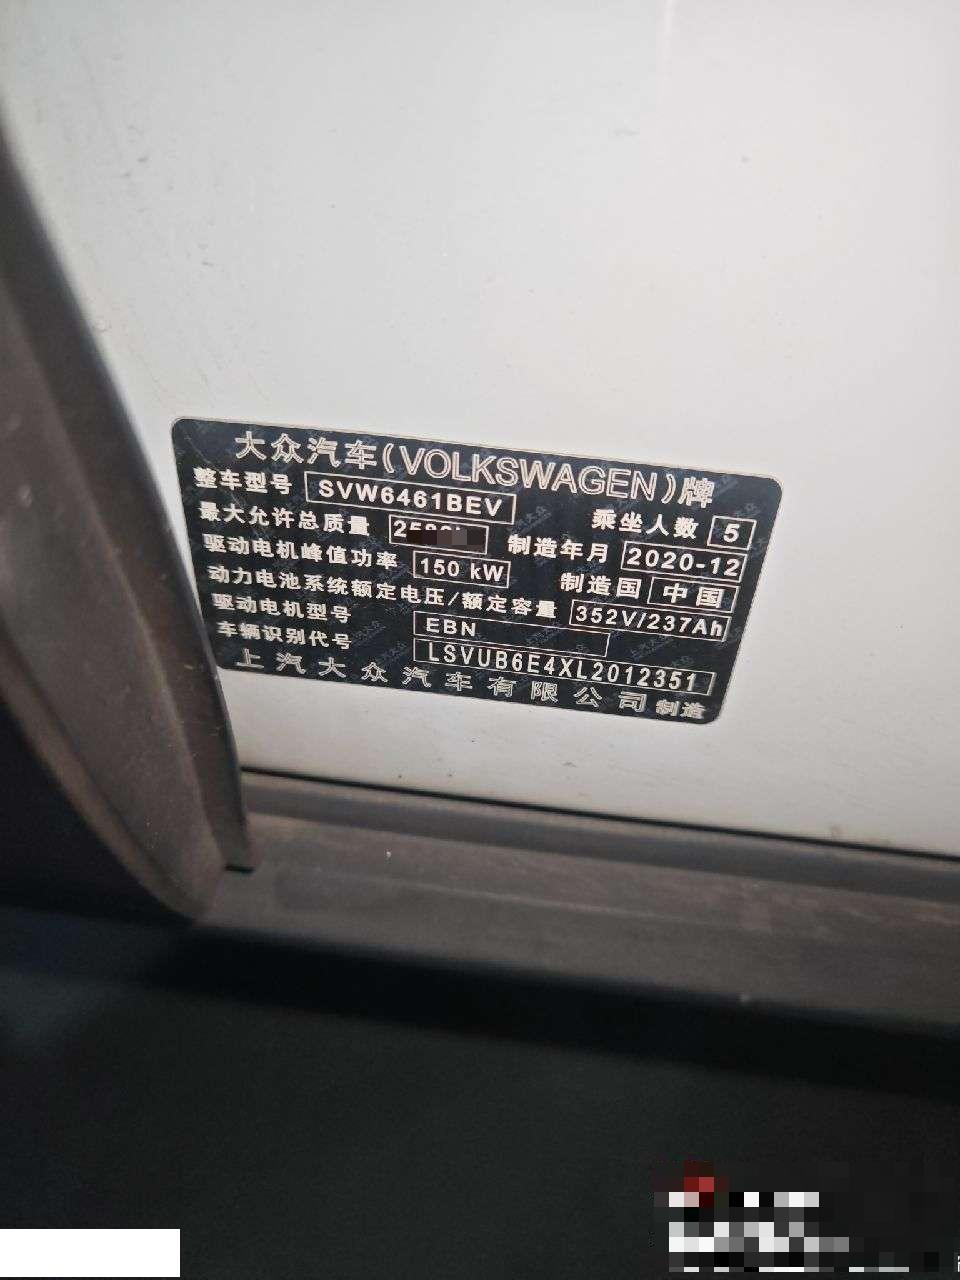 大众汽车(VOLKSWAGEN)牌
整车型号 SVW6461BEV 乘坐人数 5
最大允许总质量 制造年月 2020-12
驱动电机峰值功率 150 kW 制造国 中国
动力电池系统额定电压/额定容量 352V/237Ah
驱动电机型号 EBN
车辆识别代号 LSVUB6E4XL2012351
上汽大众汽车有限公司 制造